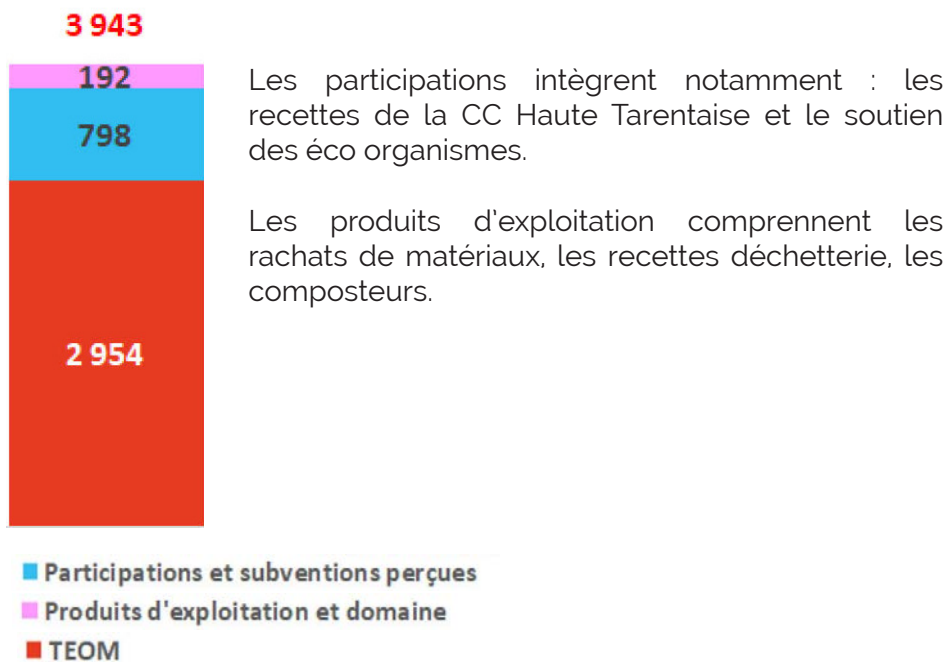 3 943
192
798
2 954
Les participations intègrent notamment : les
recettes de la CC Haute Tarentaise et le soutien
des éco organismes.
Les produits d'exploitation comprennent les
rachats de matériaux, les recettes déchetterie, les
composteurs.
Participations et subventions perçues
Produits d'exploitation et domaine
TEOM